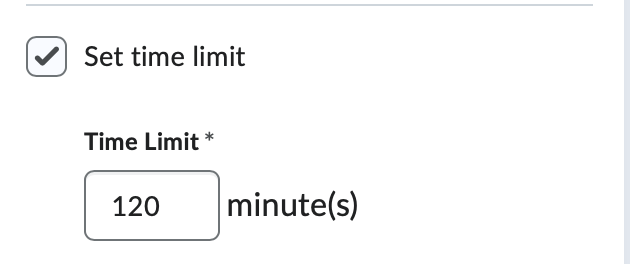 Set time limit
Time Limit *
120 minute(s)